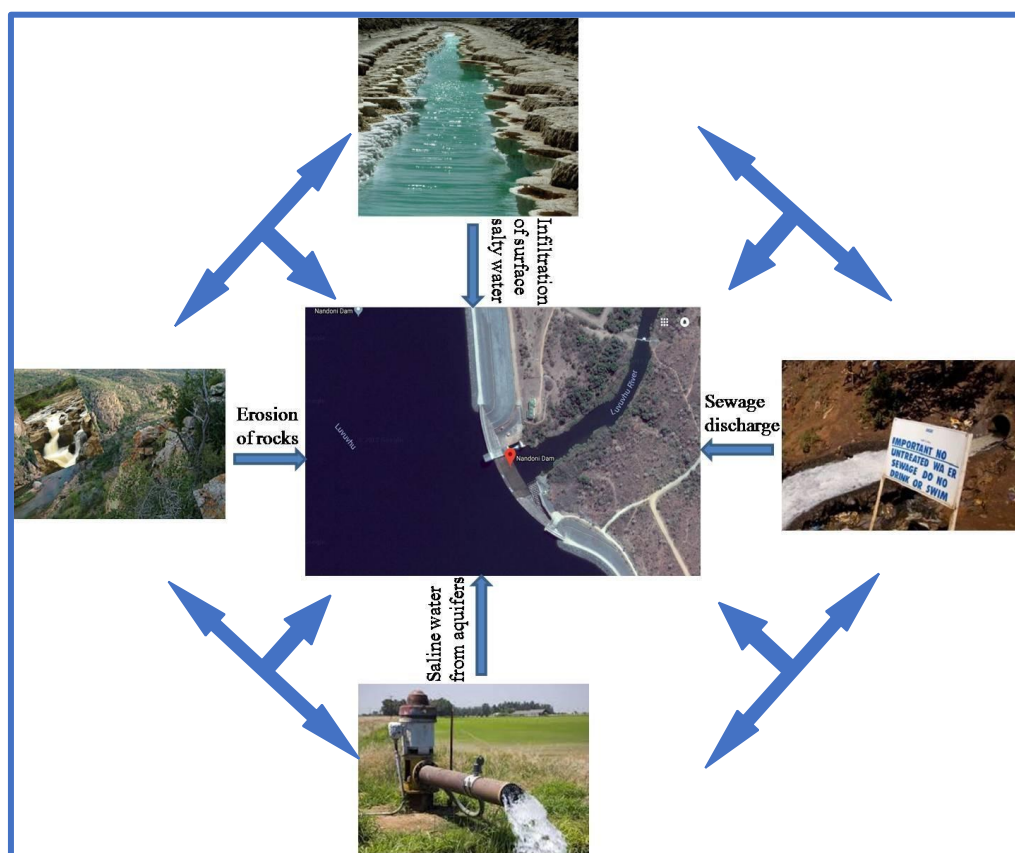 Infiltration
of surface
salty water
Nandoni Dam
Luvuvhu River
Luvuvhu
Nandoni Dam
Erosion
of rocks
Sewage
discharge
IMPORTANT NO
UNTREATED WA ER
SEWAGE DO NO
DRINK OR SWIM
Saline water
from aquifers